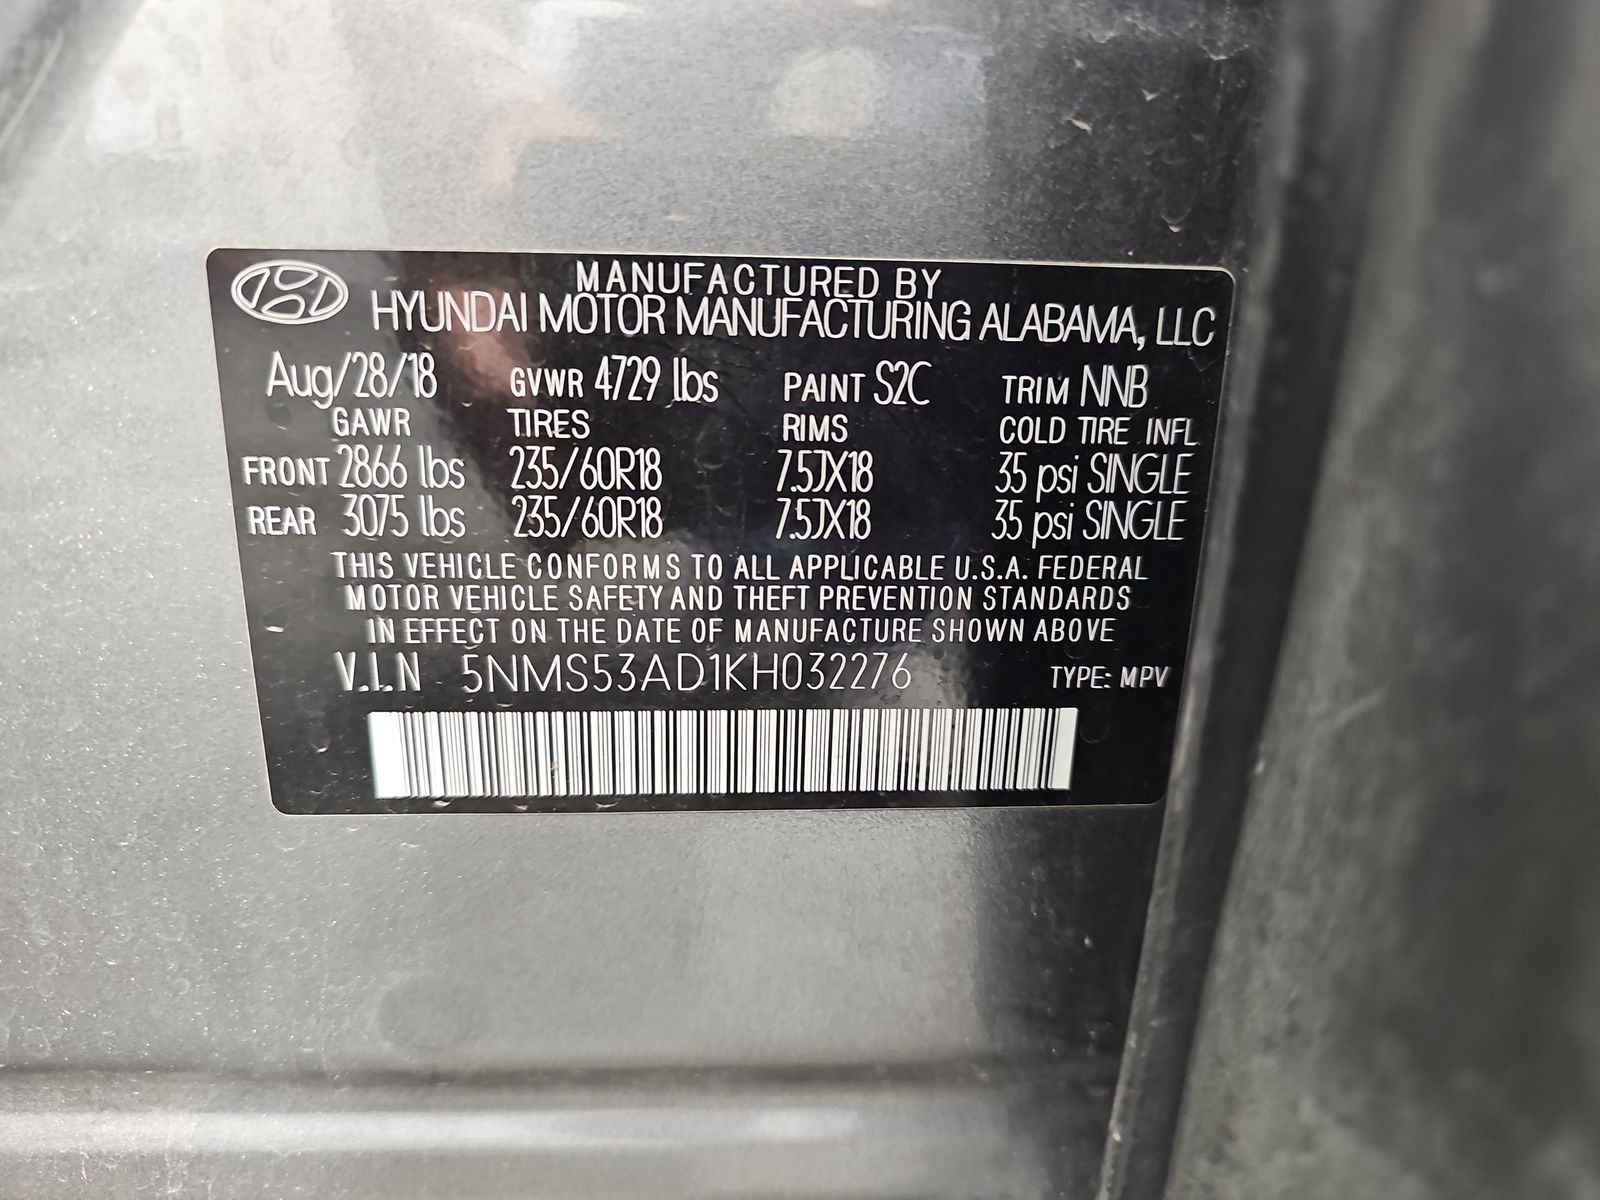 MANUFACTURED BY
HYUNDAI MOTOR MANUFACTURING ALABAMA, LLC
Aug/28/18 GVWR 4729 lbs PAINT S2C TRIM NNB
GAWR TIRES RIMS COLD TIRE INFL
FRONT 2866 lbs 235/60R18 7.5JX18 35 psi SINGLE
REAR 3075 lbs 235/60R18 7.5JX18 35 psi SINGLE
THIS VEHICLE CONFORMS TO ALL APPLICABLE U.S.A. FEDERAL
MOTOR VEHICLE SAFETY AND THEFT PREVENTION STANDARDS
IN EFFECT ON THE DATE OF MANUFACTURE SHOWN ABOVE
V.I.N 5NMS53AD1KH032276 TYPE: MPV